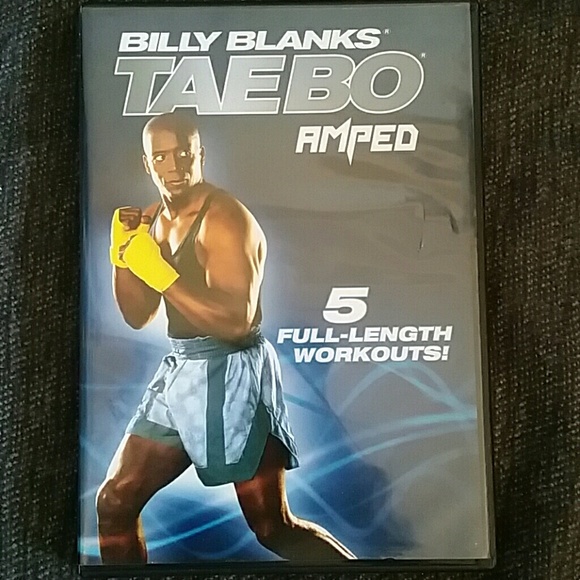 BILLY BLANKS®
TAEBO®
AMPED
5
FULL-LENGTH
WORKOUTS!